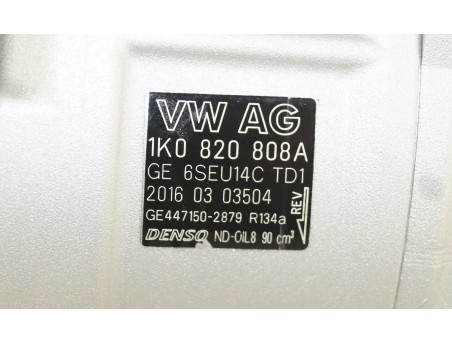 VW AG
1K0 820 808A
GE 6SEU14C TD1
2016 03 03504
GE447150-2879 R134a
DENSO ND-OiL8 90 cm³
REV